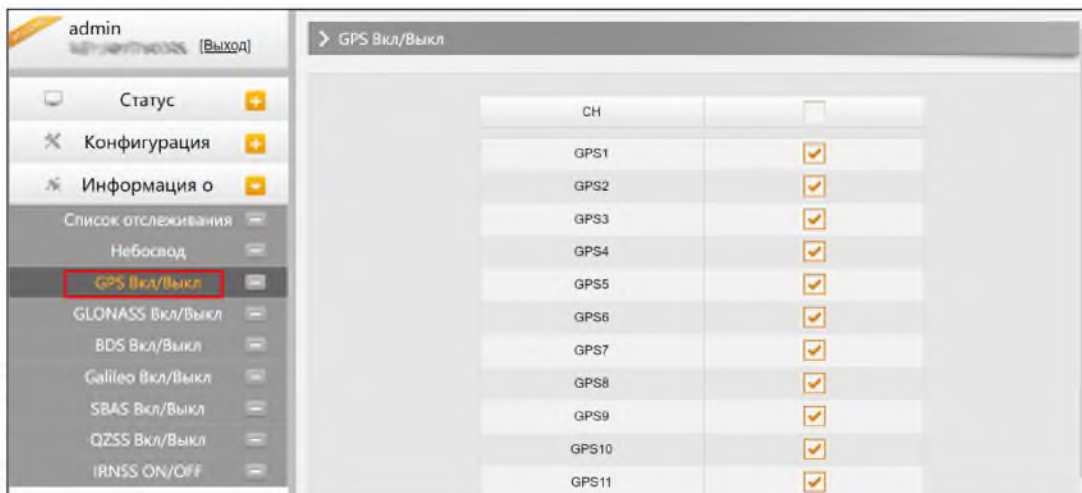 admin
[Выход]
Статус
Конфигурация
Информация о
Список отслеживания
Небосвод
GPS Вкл/Выкл
GLONASS Вкл/Выкл
BDS Вкл/Выкл
Galileo Вкл/Выкл
SBAS Вкл/Выкл
QZSS Вкл/Выкл
IRNSS ON/OFF
GPS Вкл/Выкл
CH
GPS1
GPS2
GPS3
GPS4
GPS5
GPS6
GPS7
GPS8
GPS9
GPS10
GPS11